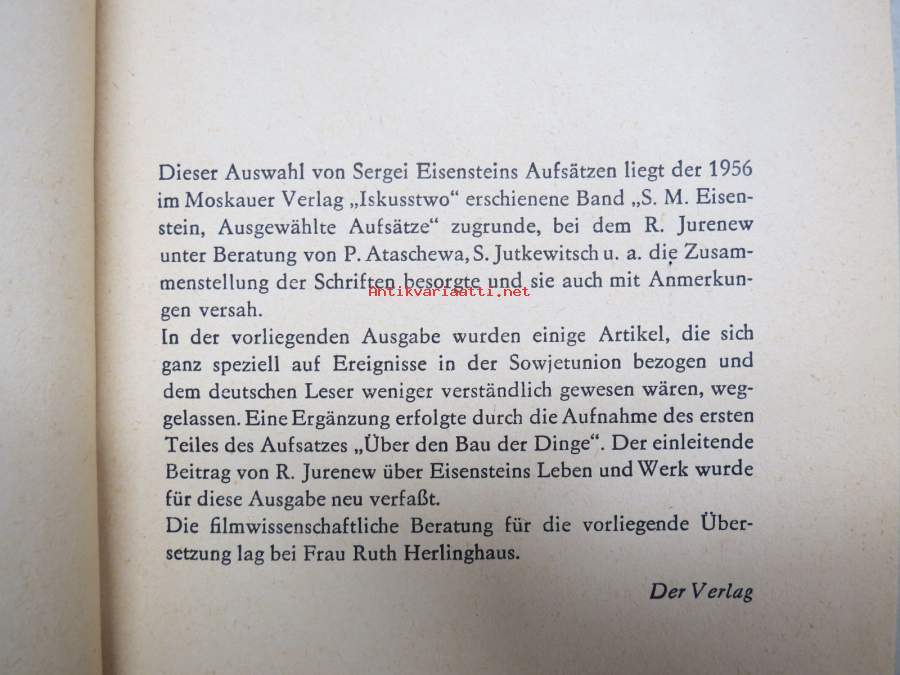 Dieser Auswahl von Sergei Eisensteins Aufsätzen liegt der 1956
im Moskauer Verlag „Iskusstwo“ erschienene Band „S. M. Eisen-
stein, Ausgewählte Aufsätze“ zugrunde, bei dem R. Jurenew
unter Beratung von P. Ataschewa, S. Jutkewitsch u. a. die Zusam-
menstellung der Schriften besorgte und sie auch mit Anmerkun-
Antikvariaatti.net
gen versah.
In der vorliegenden Ausgabe wurden einige Artikel, die sich
ganz speziell auf Ereignisse in der Sowjetunion bezogen und
dem deutschen Leser weniger verständlich gewesen wären, weg-
gelassen. Eine Ergänzung erfolgte durch die Aufnahme des ersten
Teiles des Aufsatzes „Über den Bau der Dinge“. Der einleitende
Beitrag von R. Jurenew über Eisensteins Leben und Werk wurde
für diese Ausgabe neu verfaßt.
Die filmwissenschaftliche Beratung für die vorliegende Über-
setzung lag bei Frau Ruth Herlinghaus.
Der Verlag